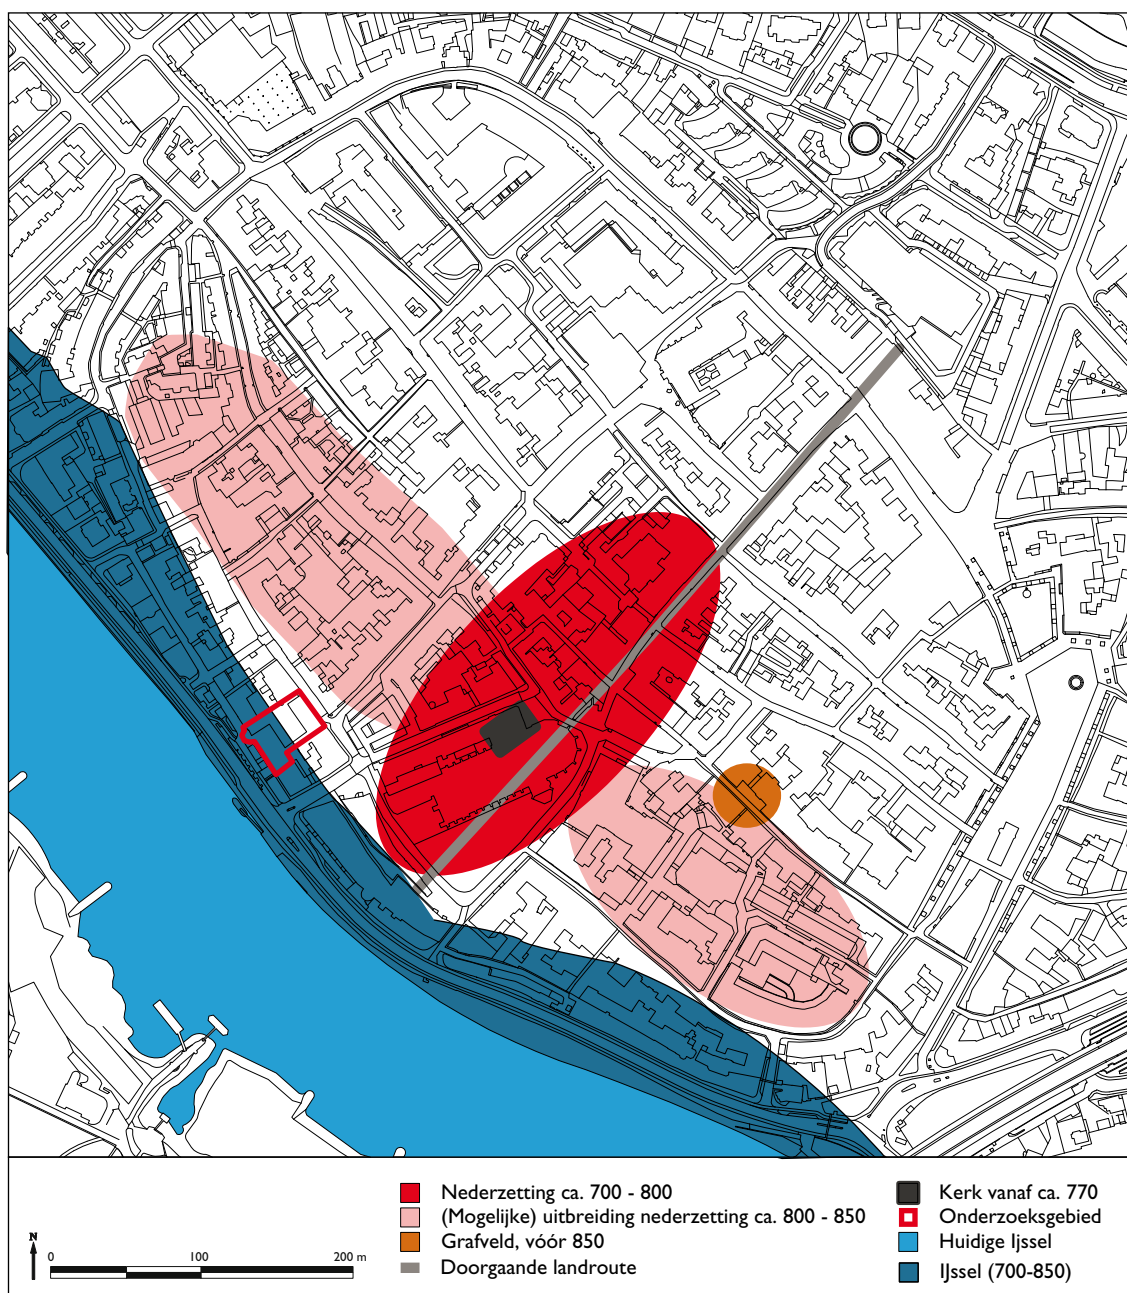 Nederzetting ca. 700 - 800
(Mogelijke) uitbreiding nederzetting ca. 800 - 850
Grafveld, vóór 850
Doorgaande landroute
Kerk vanaf ca. 770
Onderzoeksgebied
Huidige Ijssel
IJssel (700-850)
N
0 100 200 m